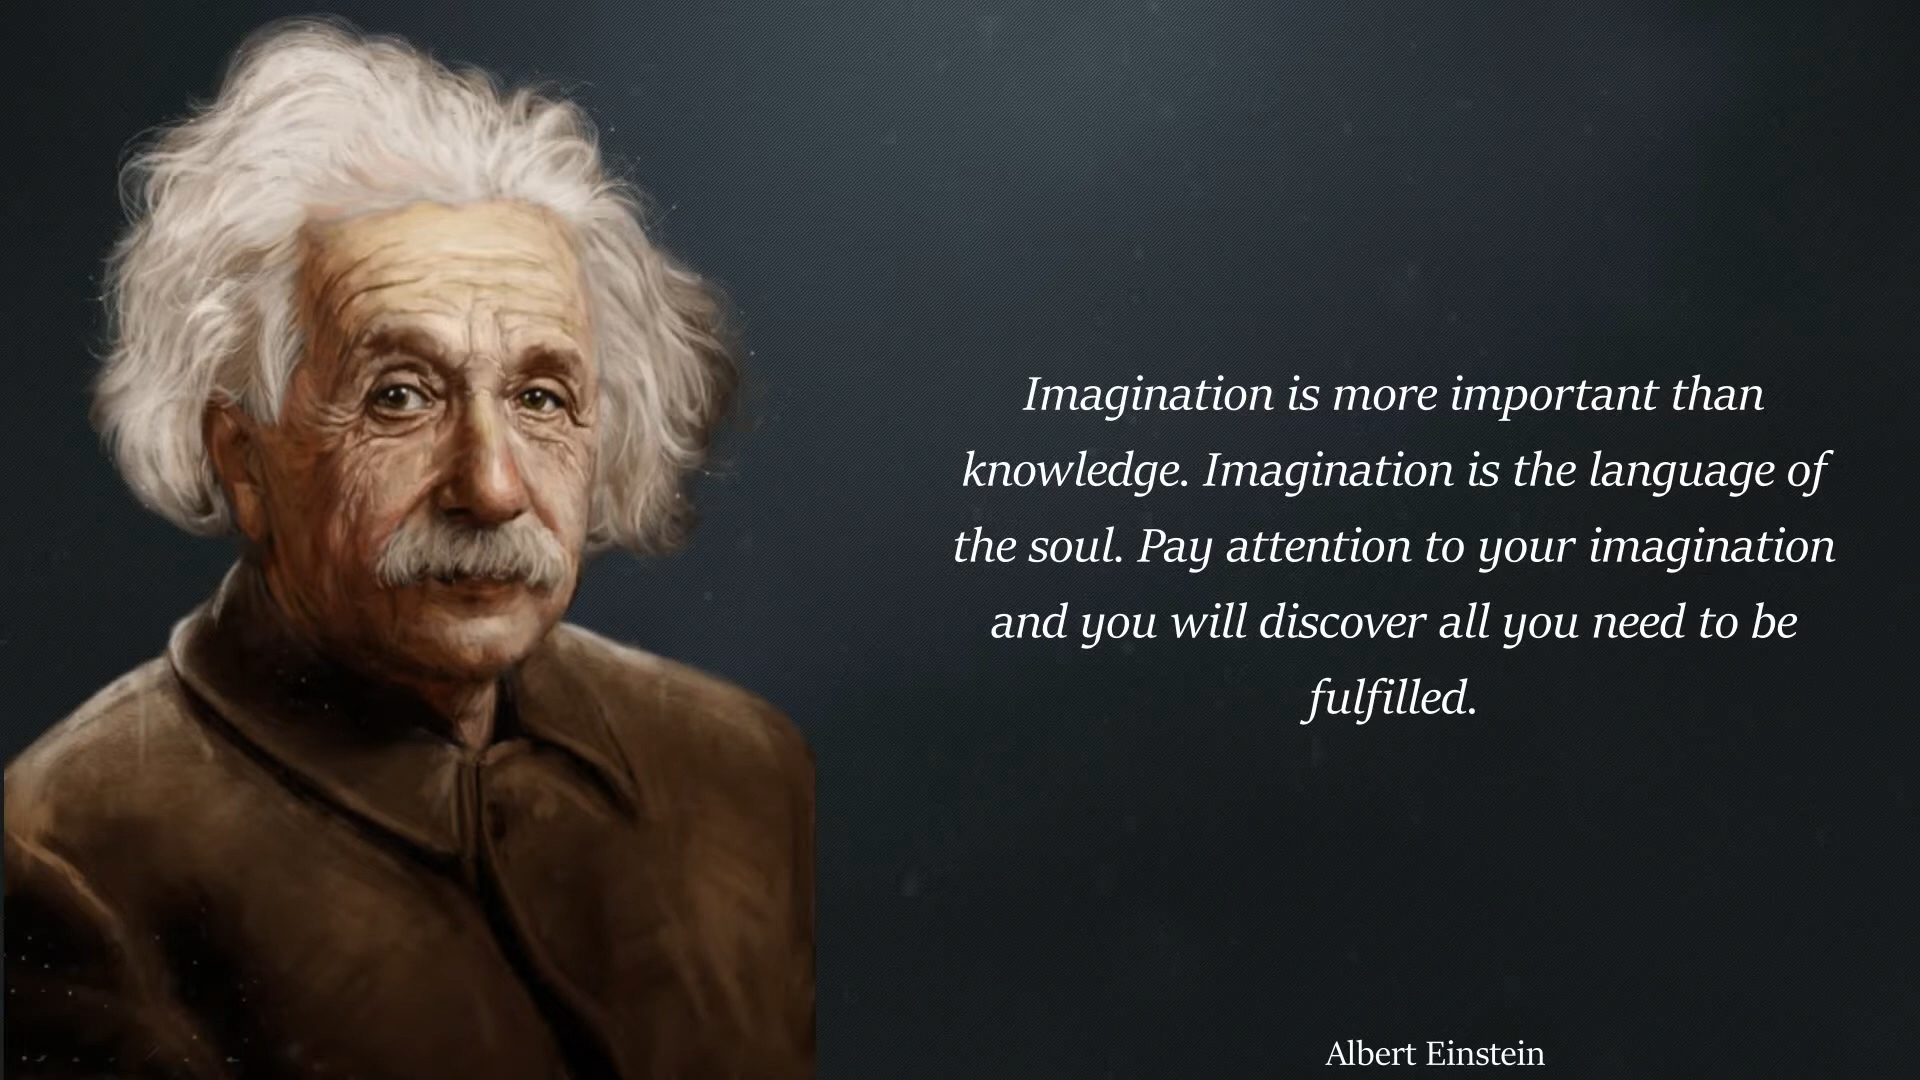 Imagination is more important than
knowledge. Imagination is the language of
the soul. Pay attention to your imagination
and you will discover all you need to be
fulfilled.
Albert Einstein